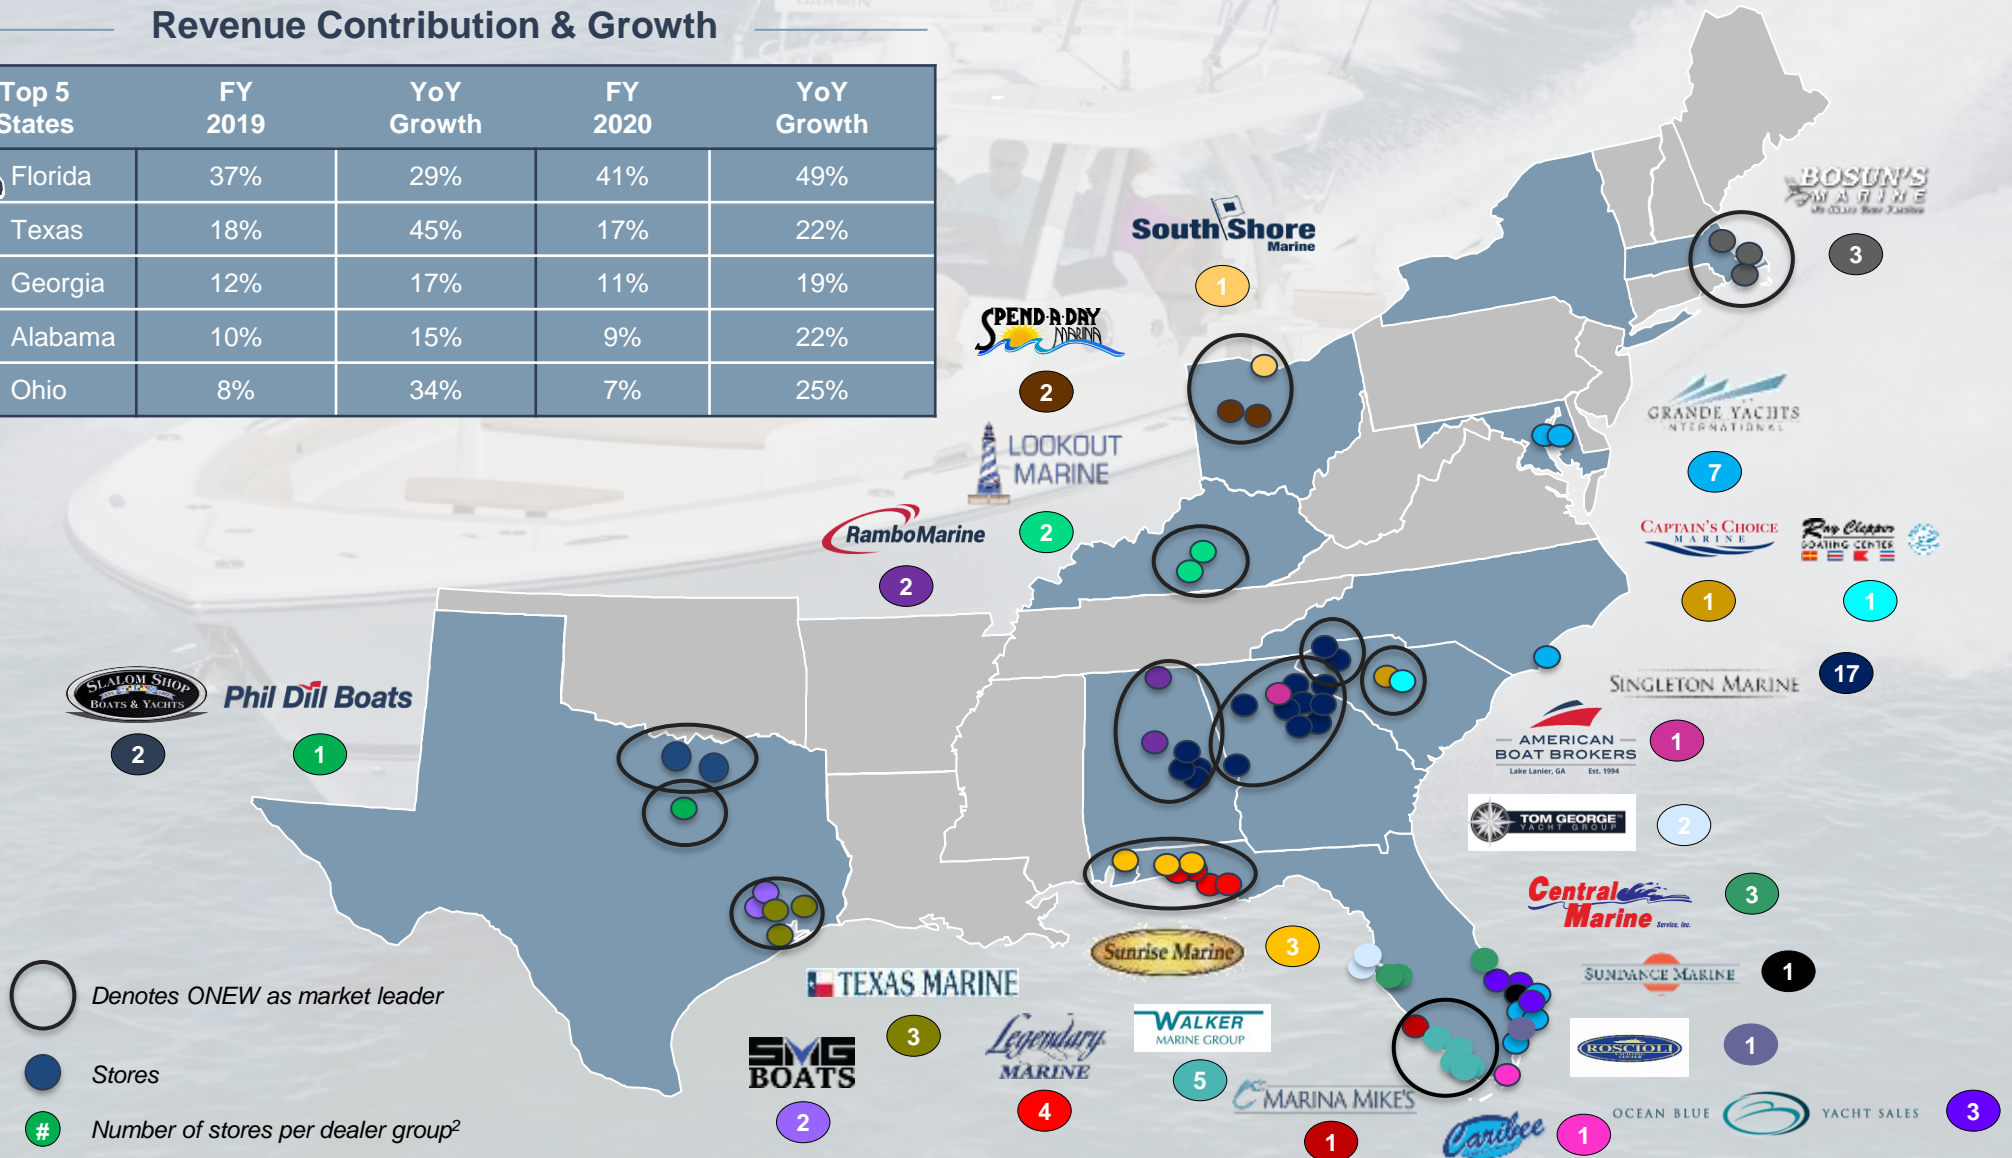 Revenue Contribution & Growth
Top 5 States
FY 2019
YoY Growth
FY 2020
YoY Growth
Florida 37% 29% 41% 49%
Texas 18% 45% 17% 22%
Georgia 12% 17% 11% 19%
Alabama 10% 15% 9% 22%
Ohio 8% 34% 7% 25%
BOSUN'S
MARINE
3
South Shore
Marine
1
SPEND-A-DAY
MARINA
2
GRANDE YACHTS
INTERNATIONAL
7
LOOKOUT
MARINE
2
RamboMarine
2
CAPTAIN'S CHOICE
MARINE
1
Ray Clepper
BOATING CENTER
1
SINGLETON MARINE
17
SLALOM SHOP
BOATS & YACHTS
2
Phil Dill Boats
1
AMERICAN
BOAT BROKERS
Lake Lanier, GA Est. 1994
1
TOM GEORGE
YACHT GROUP
2
Central
Marine
Service, Inc.
3
Sunrise Marine
3
SUNDANCE MARINE
1
TEXAS MARINE
3
SMG
BOATS
2
Legendary
MARINE
4
WALKER
MARINE GROUP
5
ROSCIOLI
1
MARINA MIKE'S
1
Caribee
1
OCEAN BLUE YACHT SALES
3
Denotes ONEW as market leader
Stores
# Number of stores per dealer group2